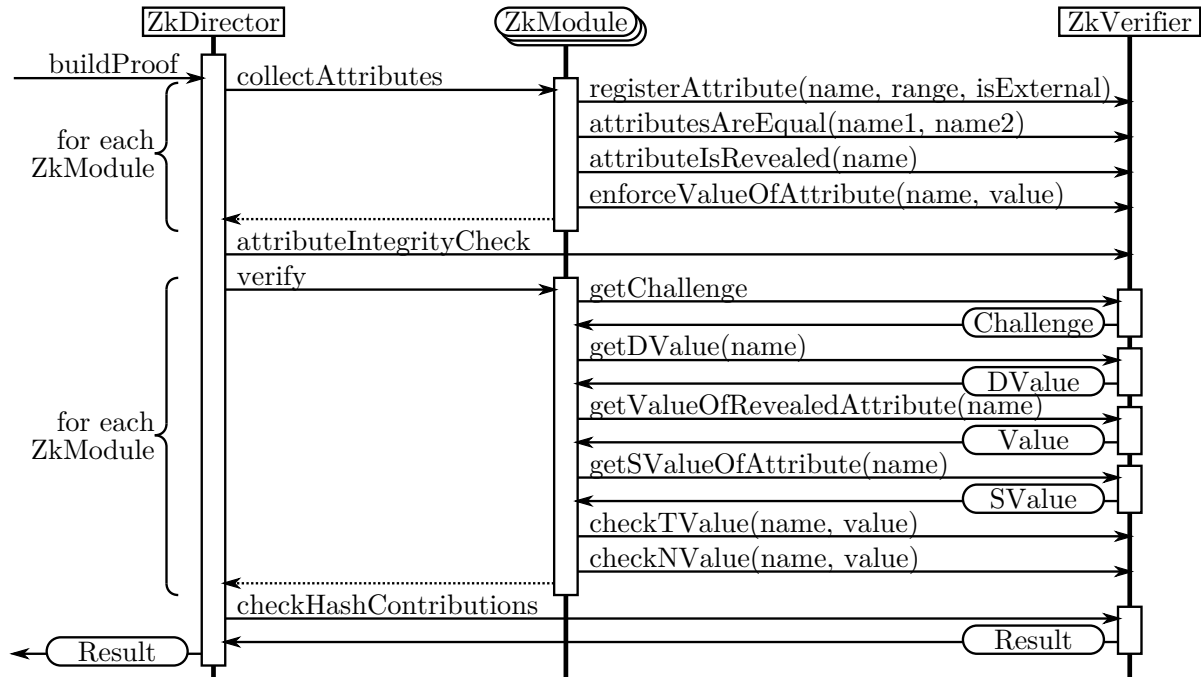 ZkDirector
ZkModule
ZkVerifier
buildProof
collectAttributes
registerAttribute(name, range, isExternal)
for each
ZkModule
attributesAreEqual(name1, name2)
attributeIsRevealed(name)
enforceValueOfAttribute(name, value)
attributeIntegrityCheck
verify
getChallenge
Challenge
getDValue(name)
DValue
for each
ZkModule
getValueOfRevealedAttribute(name)
Value
getSValueOfAttribute(name)
SValue
checkTValue(name, value)
checkNValue(name, value)
checkHashContributions
Result
Result